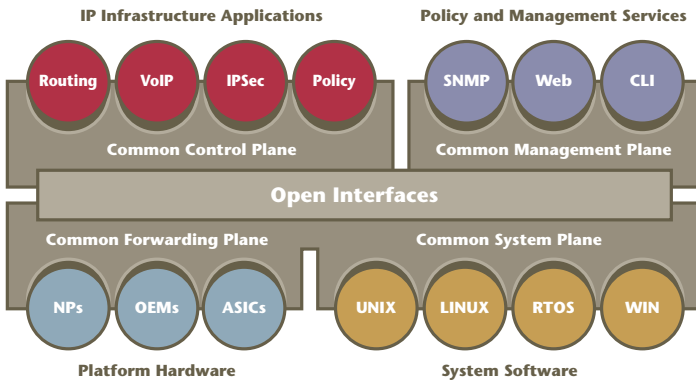 IP Infrastructure Applications
Policy and Management Services
Routing
VoIP
IPSec
Policy
SNMP
Web
CLI
Common Control Plane
Common Management Plane
Open Interfaces
Common Forwarding Plane
Common System Plane
NPs
OEMs
ASICs
UNIX
LINUX
RTOS
WIN
Platform Hardware
System Software